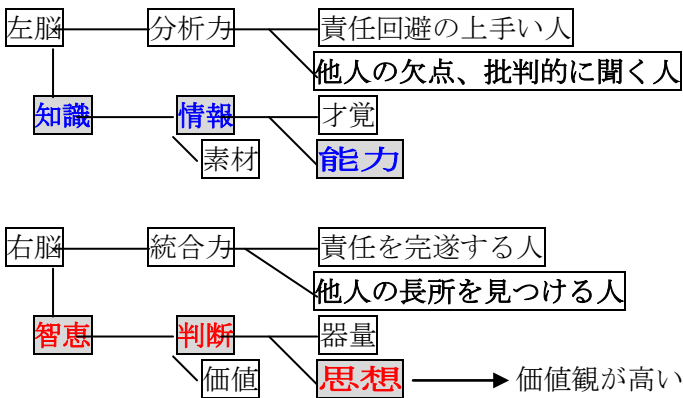 左脳 分析力 責任回避の上手い人
他人の欠点、批判的に聞く人
知識 情報 才覚
素材 能力
右脳 統合力 責任を完遂する人
他人の長所を見つける人
智恵 判断 器量
価値 思想 価値観が高い